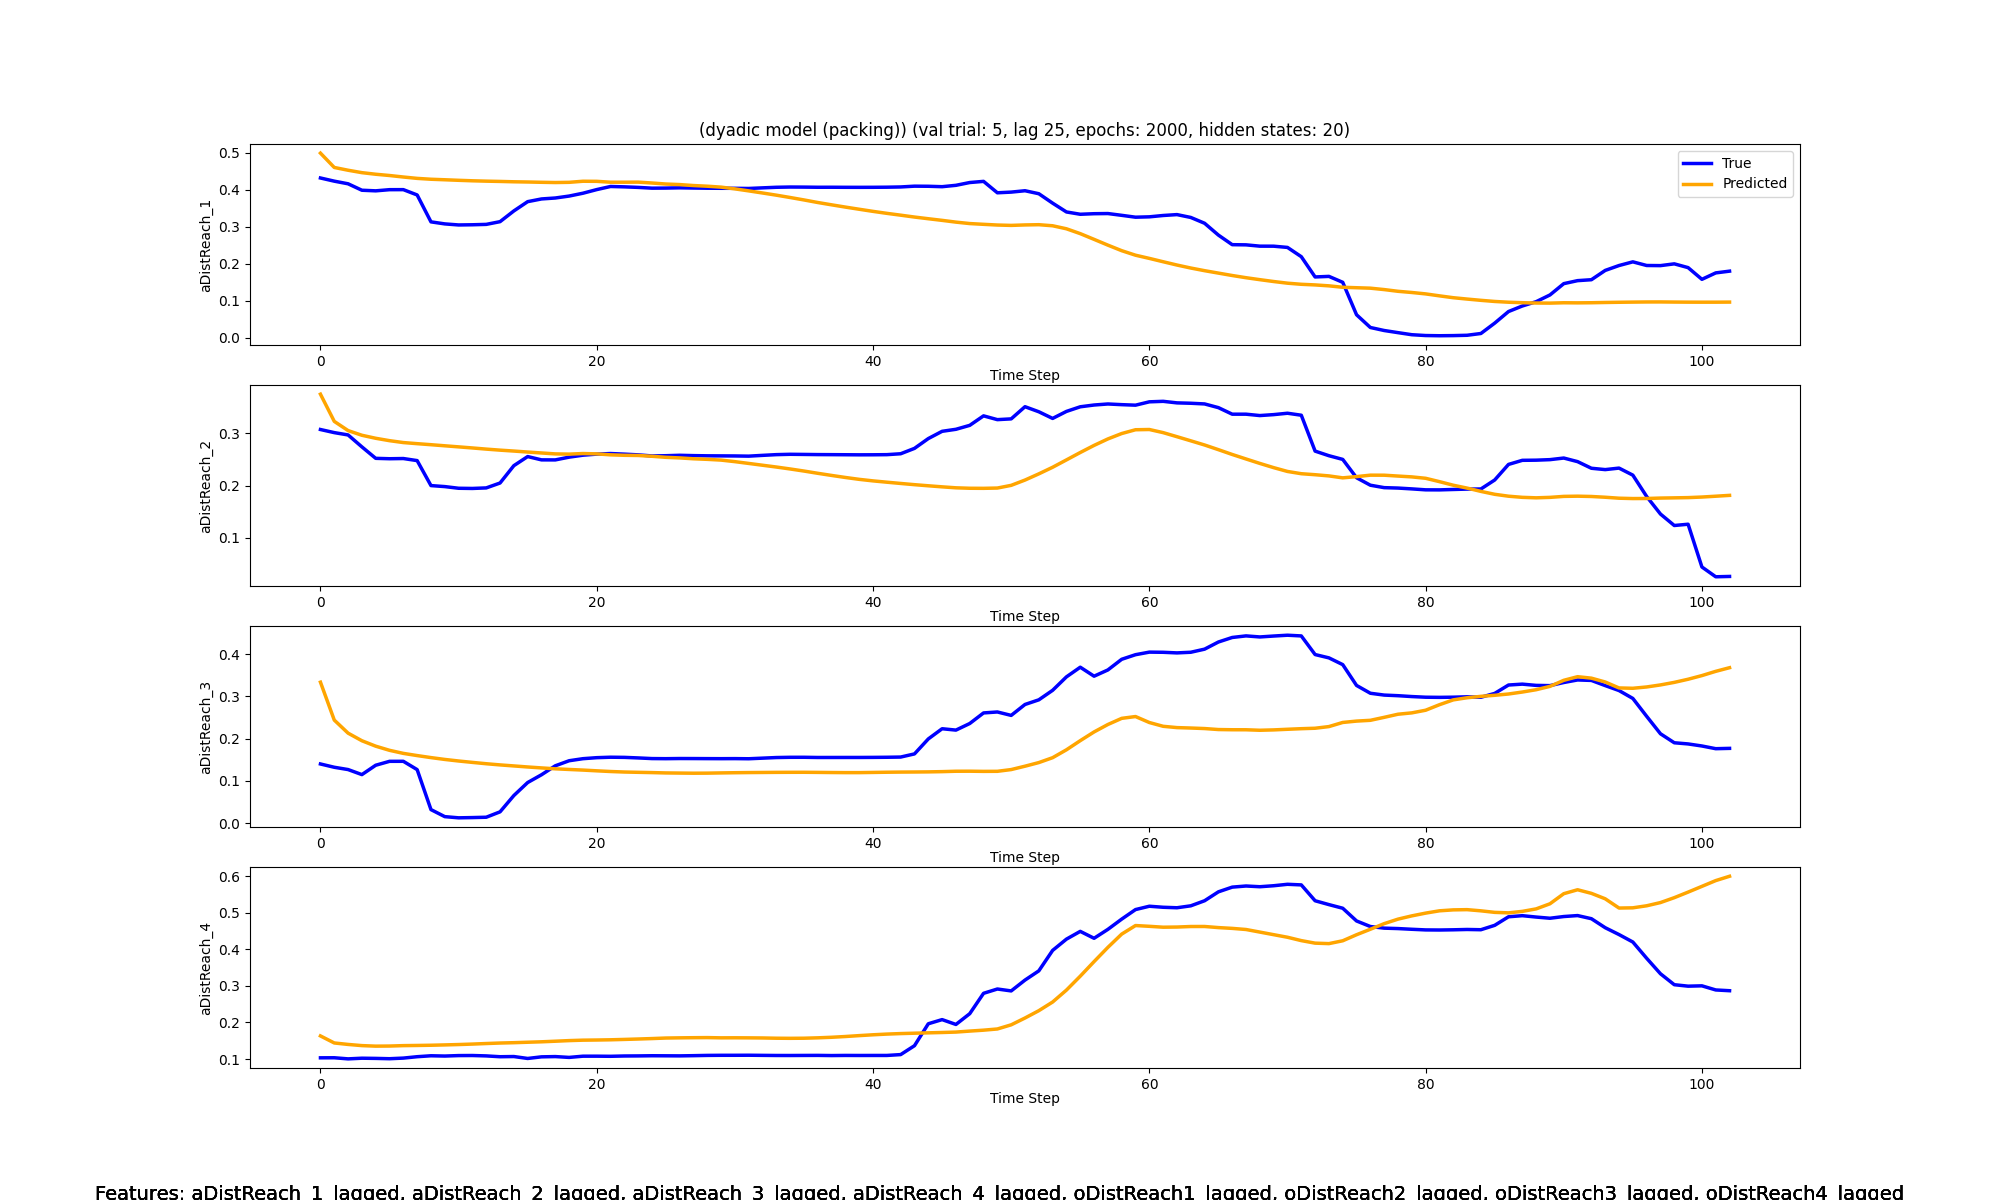 (dyadic model (packing)) (val trial: 5, lag 25, epochs: 2000, hidden states: 20)
aDistReach_1
0.5
0.4
0.3
0.2
0.1
0.0
True
Predicted
0 20 40 60 80 100
Time Step
aDistReach_2
0.3
0.2
0.1
0 20 40 60 80 100
Time Step
aDistReach_3
0.4
0.3
0.2
0.1
0.0
0 20 40 60 80 100
Time Step
aDistReach_4
0.6
0.5
0.4
0.3
0.2
0.1
0 20 40 60 80 100
Time Step
Features: aDistReach_1_lagged, aDistReach_2_lagged, aDistReach_3_lagged, aDistReach_4_lagged, oDistReach1_lagged, oDistReach2_lagged, oDistReach3_lagged, oDistReach4_lagged